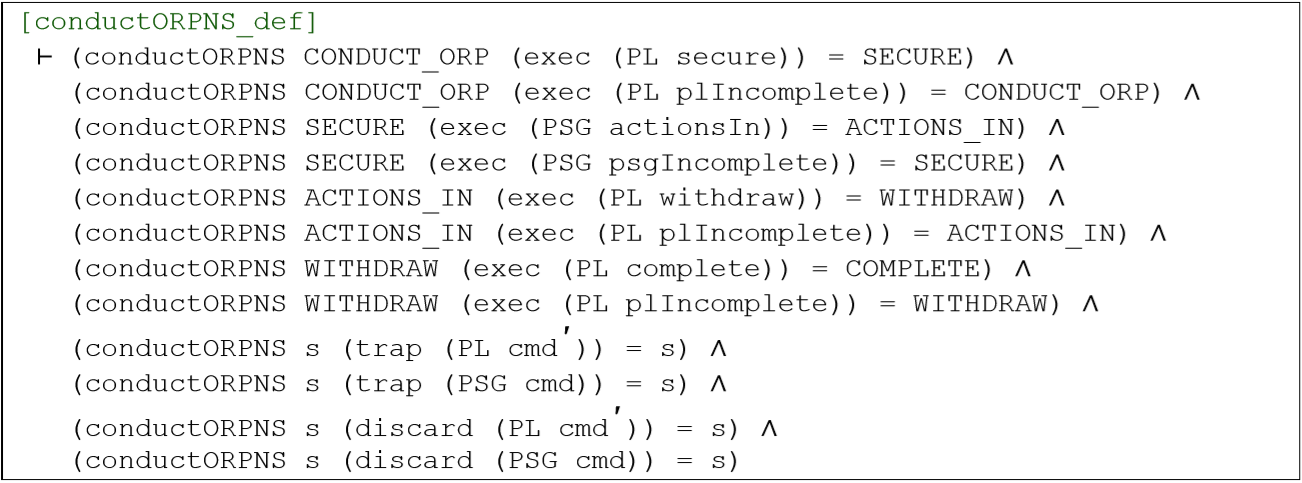 [conductORPNS_def]
⊢ (conductORPNS CONDUCT_ORP (exec (PL secure)) = SECURE) ∧
(conductORPNS CONDUCT_ORP (exec (PL plIncomplete)) = CONDUCT_ORP) ∧
(conductORPNS SECURE (exec (PSG actionsIn)) = ACTIONS_IN) ∧
(conductORPNS SECURE (exec (PSG psgIncomplete)) = SECURE) ∧
(conductORPNS ACTIONS_IN (exec (PL withdraw)) = WITHDRAW) ∧
(conductORPNS ACTIONS_IN (exec (PL plIncomplete)) = ACTIONS_IN) ∧
(conductORPNS WITHDRAW (exec (PL complete)) = COMPLETE) ∧
(conductORPNS WITHDRAW (exec (PL plIncomplete)) = WITHDRAW) ∧
(conductORPNS s (trap (PL cmd′)) = s) ∧
(conductORPNS s (trap (PSG cmd)) = s) ∧
(conductORPNS s (discard (PL cmd′)) = s) ∧
(conductORPNS s (discard (PSG cmd)) = s)